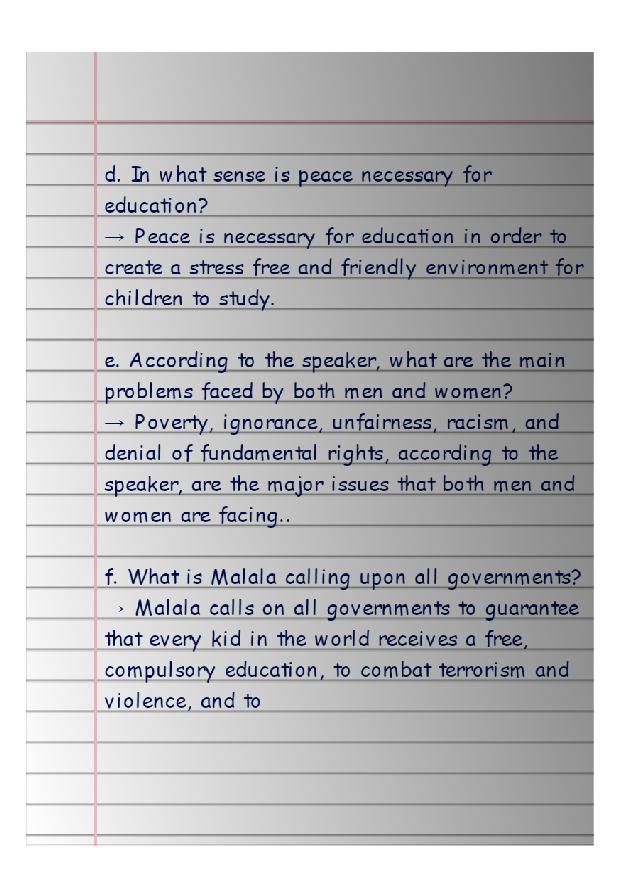 d. In what sense is peace necessary for
education?
→ Peace is necessary for education in order to
create a stress free and friendly environment for
children to study.
e. According to the speaker, what are the main
problems faced by both men and women?
→ Poverty, ignorance, unfairness, racism, and
denial of fundamental rights, according to the
speaker, are the major issues that both men and
women are facing..
f. What is Malala calling upon all governments?
→ Malala calls on all governments to guarantee
that every kid in the world receives a free,
compulsory education, to combat terrorism and
violence, and to